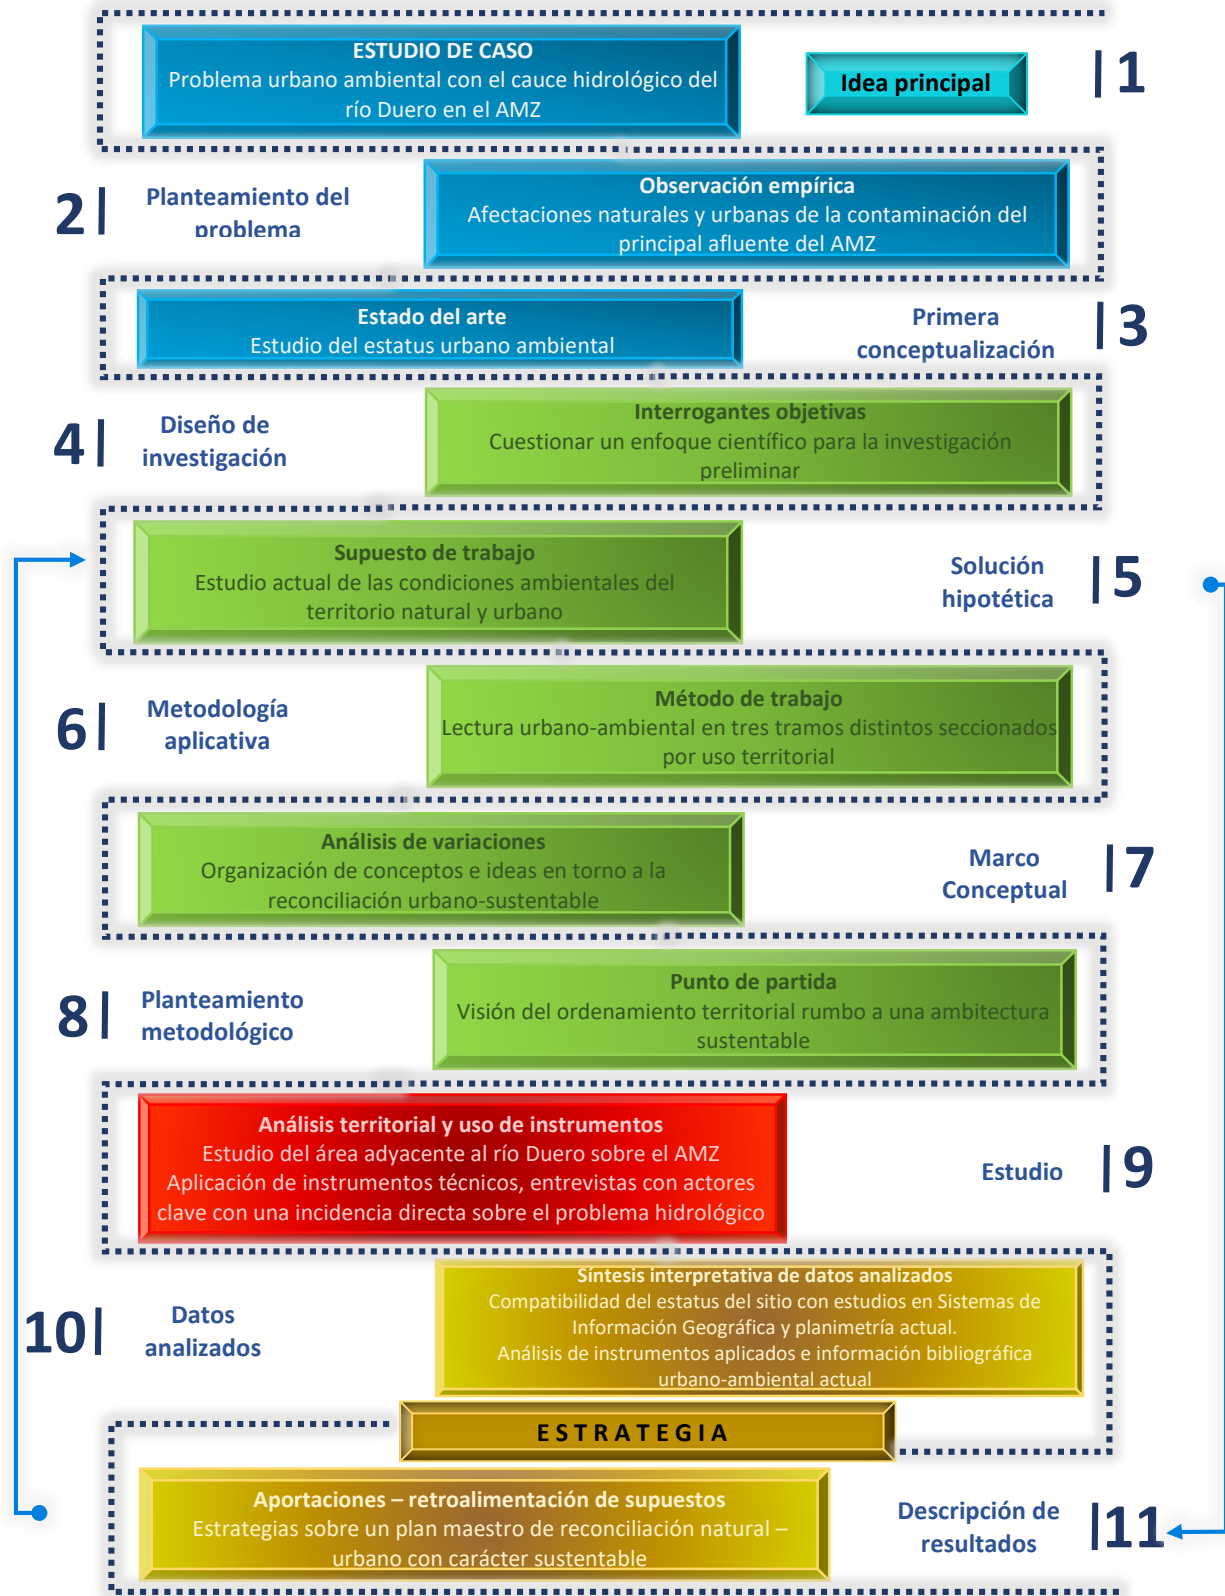 ESTUDIO DE CASO
Problema urbano ambiental con el cauce hidrológico del
río Duero en el AMZ
Idea principal
|1
2|
Planteamiento del
problema
Observación empírica
Afectaciones naturales y urbanas de la contaminación del
principal afluente del AMZ
Estado del arte
Estudio del estatus urbano ambiental
Primera
conceptualización
|3
4|
Diseño de
investigación
Interrogantes objetivas
Cuestionar un enfoque científico para la investigación
preliminar
Supuesto de trabajo
Estudio actual de las condiciones ambientales del
territorio natural y urbano
Solución
hipotética
|5
6|
Metodología
aplicativa
Método de trabajo
Lectura urbano-ambiental en tres tramos distintos seccionados
por uso territorial
Análisis de variaciones
Organización de conceptos e ideas en torno a la
reconciliación urbano-sustentable
Marco
Conceptual
|7
8|
Planteamiento
metodológico
Punto de partida
Visión del ordenamiento territorial rumbo a una ambitectura
sustentable
Análisis territorial y uso de instrumentos
Estudio del área adyacente al río Duero sobre el AMZ
Aplicación de instrumentos técnicos, entrevistas con actores
clave con una incidencia directa sobre el problema hidrológico
Estudio
|9
10|
Datos
analizados
Síntesis interpretativa de datos analizados
Compatibilidad del estatus del sitio con estudios en Sistemas de
Información Geográfica y planimetría actual.
Análisis de instrumentos aplicados e información bibliográfica
urbano-ambiental actual
ESTRATEGIA
Aportaciones – retroalimentación de supuestos
Estrategias sobre un plan maestro de reconciliación natural –
urbano con carácter sustentable
Descripción de
resultados
|11